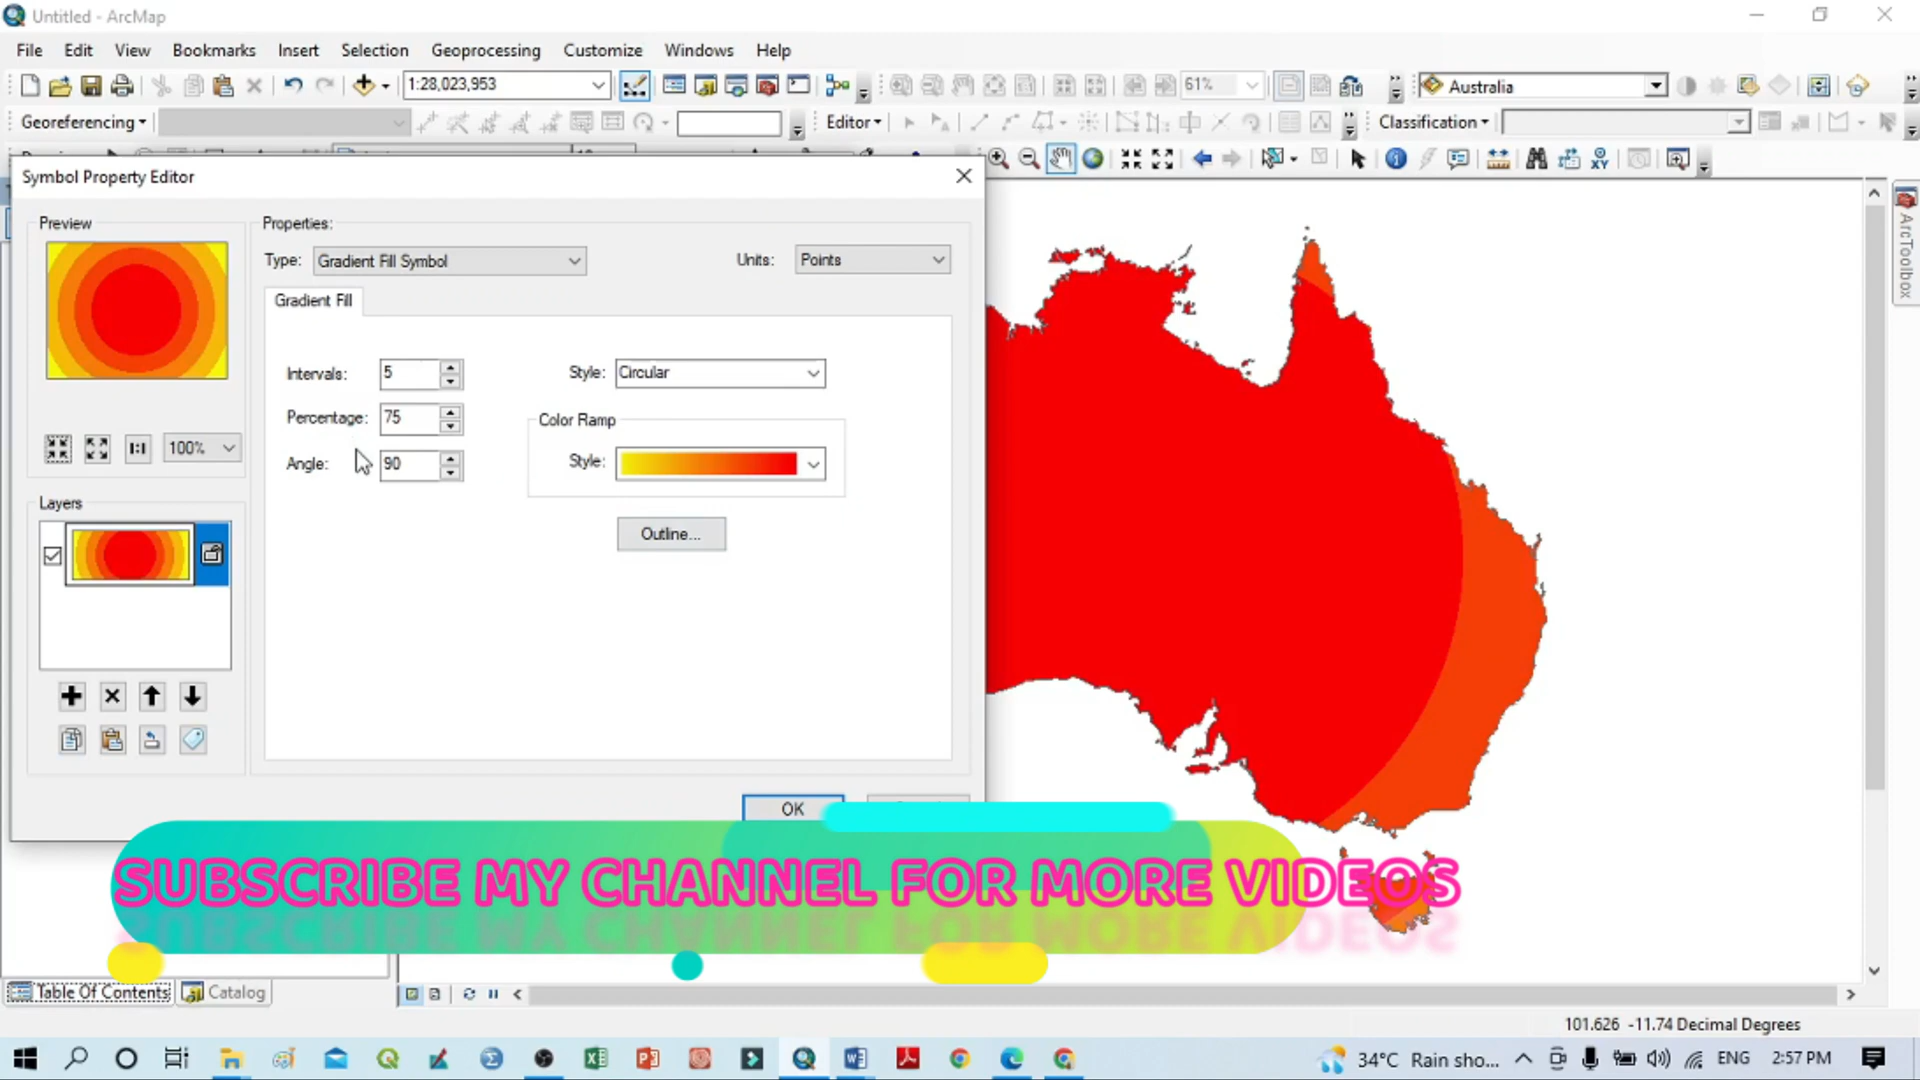 Untitled - ArcMap
File Edit View Bookmarks Insert Selection Geoprocessing Customize Windows Help
1:28,023,953
61%
Australia
Georeferencing
Editor
Classification
Symbol Property Editor
Preview
Properties:
Type: Gradient Fill Symbol
Units: Points
Gradient Fill
Intervals: 5
Style: Circular
Percentage: 75
Color Ramp
100%
Angle: 90
Style:
Layers
Outline...
OK
ArcToolbox
SUBSCRIBE MY CHANNEL FOR MORE VIDEOS
Table Of Contents
Catalog
101.626 -11.74 Decimal Degrees
34°C Rain sho...
ENG
2:57 PM